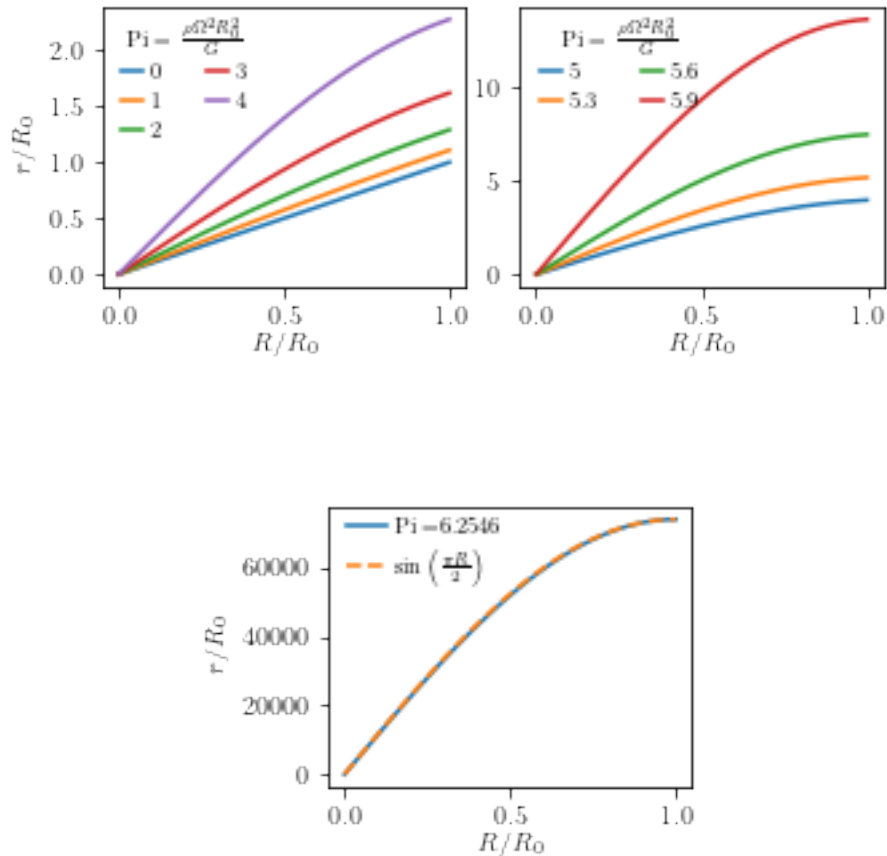 Pi = ρΩ²R₀²/G
0 3
1 4
2
2.0
1.5
1.0
0.5
0.0
r/R₀
0.0 0.5 1.0
R/R₀
Pi = ρΩ²R₀²/G
5 5.6
5.3 5.9
10
5
0
0.0 0.5 1.0
R/R₀
Pi = 6.2546
sin (πR/2)
60000
40000
20000
0
r/R₀
0.0 0.5 1.0
R/R₀